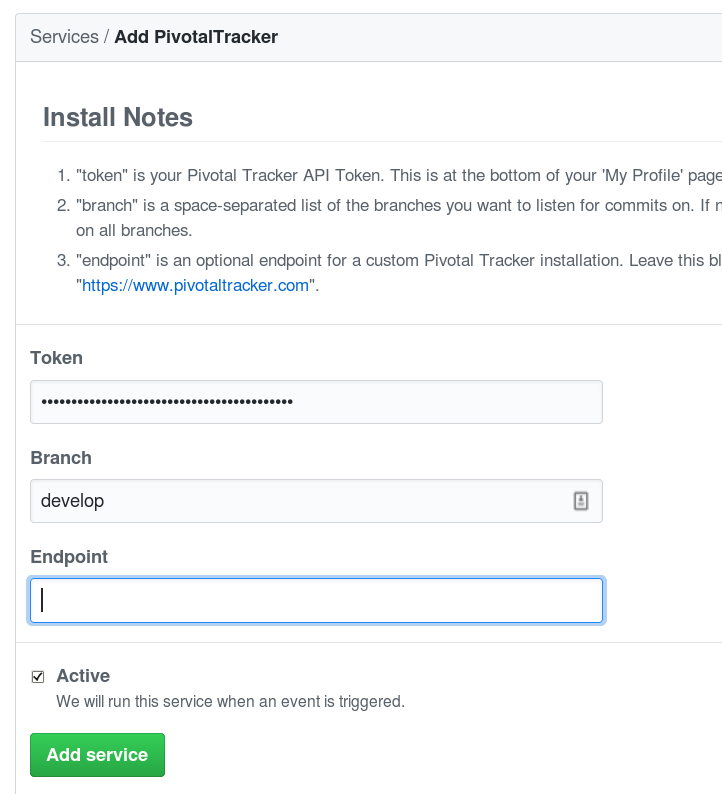 Services / Add PivotalTracker
Install Notes
1. "token" is your Pivotal Tracker API Token. This is at the bottom of your 'My Profile' page
2. "branch" is a space-separated list of the branches you want to listen for commits on. If
on all branches.
3. "endpoint" is an optional endpoint for a custom Pivotal Tracker installation. Leave this
"https://www.pivotaltracker.com".
Token
Branch
develop
Endpoint
Active
We will run this service when an event is triggered.
Add service